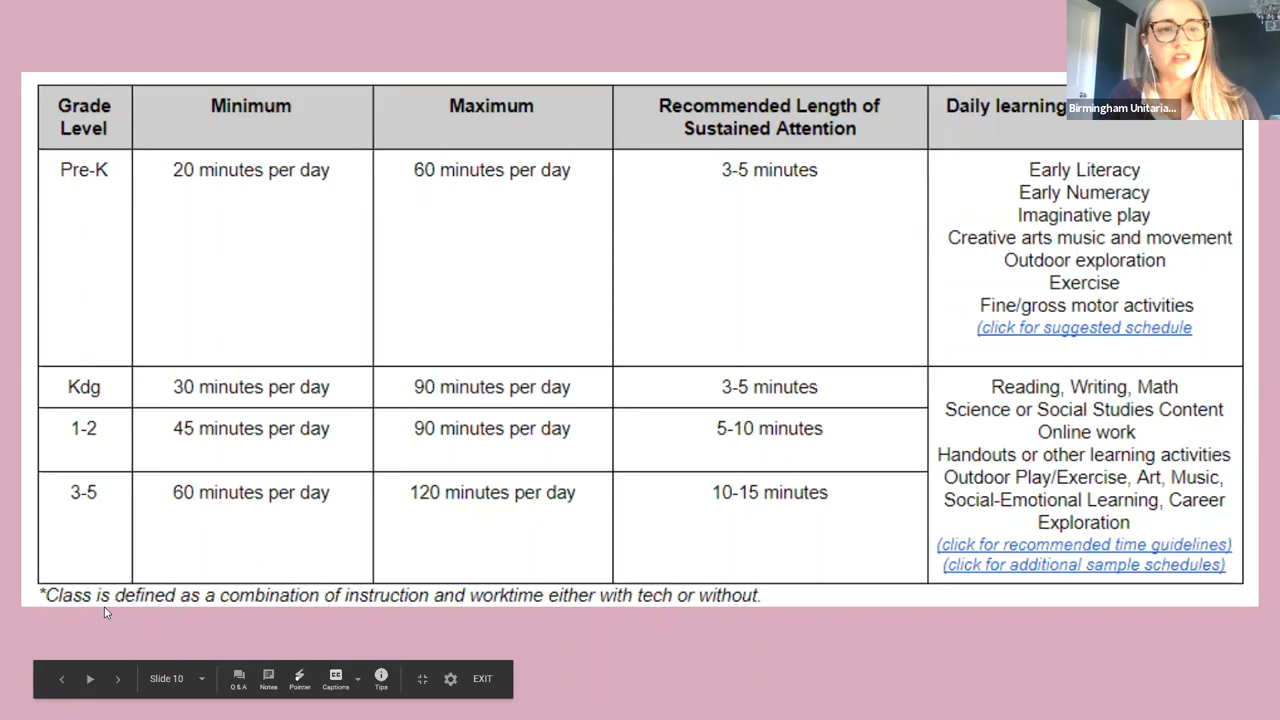 Birmingham Unitaria...
Grade
Level
Minimum
Maximum
Recommended Length of
Sustained Attention
Daily learning
Pre-K
20 minutes per day
60 minutes per day
3-5 minutes
Early Literacy
Early Numeracy
Imaginative play
Creative arts music and movement
Outdoor exploration
Exercise
Fine/gross motor activities
(click for suggested schedule
Kdg
30 minutes per day
90 minutes per day
3-5 minutes
1-2
45 minutes per day
90 minutes per day
5-10 minutes
3-5
60 minutes per day
120 minutes per day
10-15 minutes
Reading, Writing, Math
Science or Social Studies Content
Online work
Handouts or other learning activities
Outdoor Play/Exercise, Art, Music,
Social-Emotional Learning, Career
Exploration
(click for recommended time guidelines)
(click for additional sample schedules)
*Class is defined as a combination of instruction and worktime either with tech or without.
Slide 10
Q & A
Notes
Pointer
Captions
Tips
EXIT